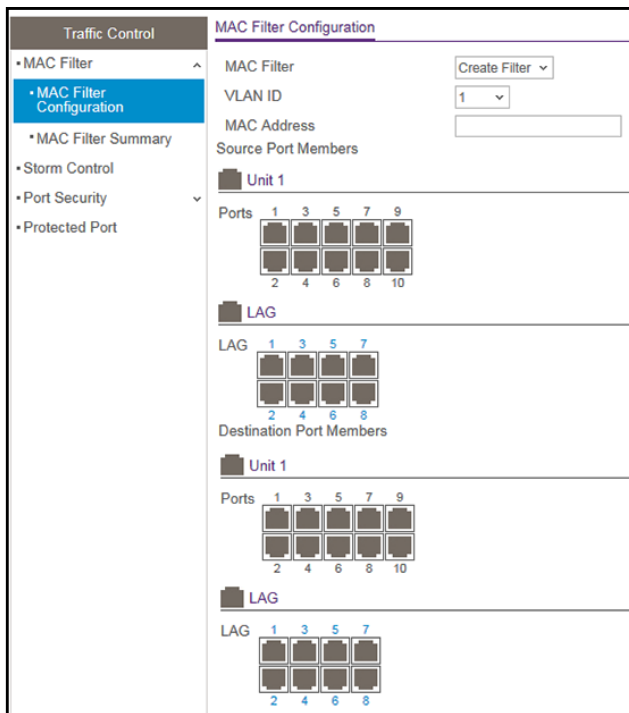 Traffic Control
• MAC Filter
• MAC Filter
Configuration
• MAC Filter Summary
• Storm Control
• Port Security
• Protected Port
MAC Filter Configuration
MAC Filter
Create Filter
VLAN ID
1
MAC Address
Source Port Members
Unit 1
Ports 1 3 5 7 9
2 4 6 8 10
LAG
LAG 1 3 5 7
2 4 6 8
Destination Port Members
Unit 1
Ports 1 3 5 7 9
2 4 6 8 10
LAG
LAG 1 3 5 7
2 4 6 8